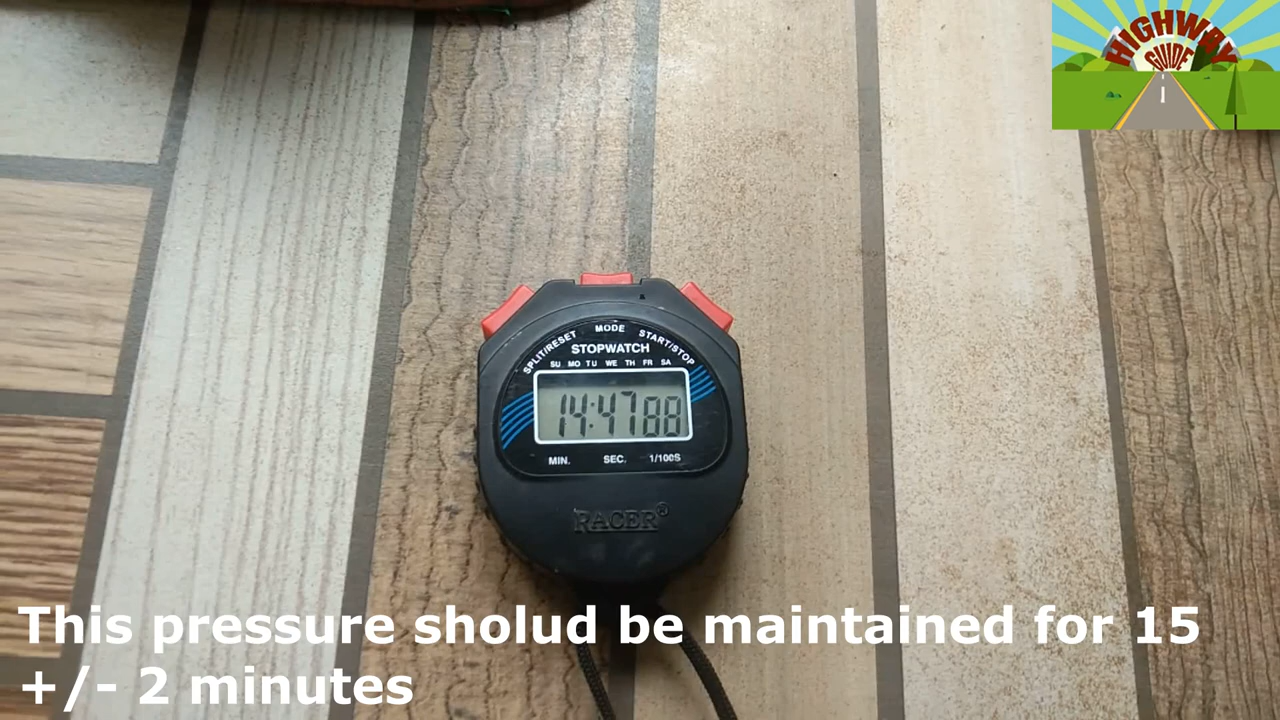 HIGHWAY
GUIDE
SPLIT/RESET MODE START/STOP
STOPWATCH
SU MO TU WE TH FR SA
14:47 88
MIN. SEC. 1/100S
RACER®
This pressure sholud be maintained for 15
+/- 2 minutes